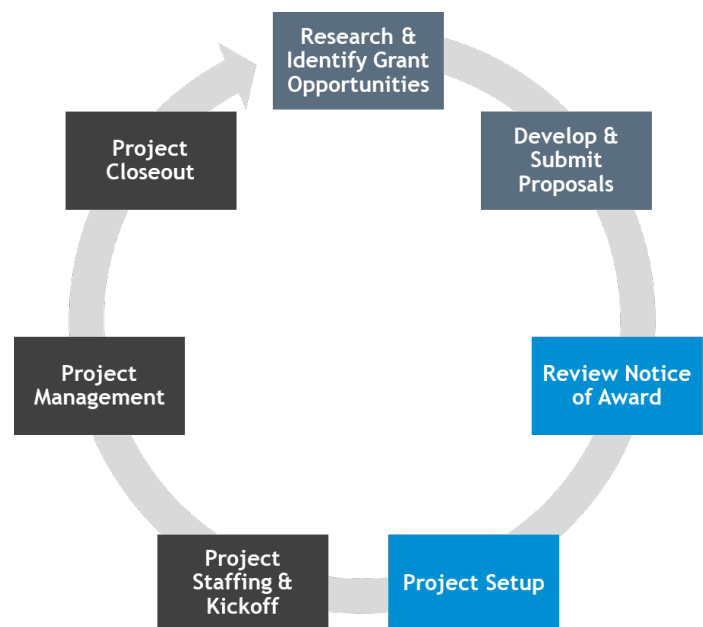 Research &
Identify Grant
Opportunities
Develop &
Submit
Proposals
Review Notice
of Award
Project Setup
Project
Staffing &
Kickoff
Project
Management
Project
Closeout